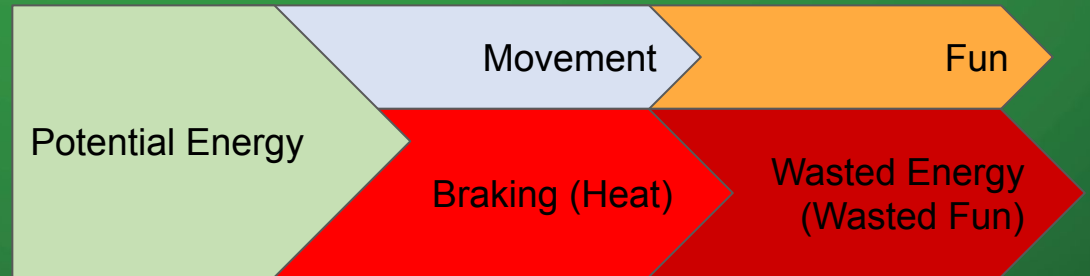 Movement
Fun
Potential Energy
Braking (Heat)
Wasted Energy
(Wasted Fun)